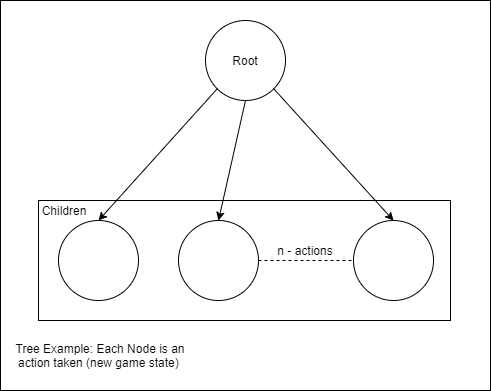 Root
Children
n - actions
Tree Example: Each Node is an
action taken (new game state)